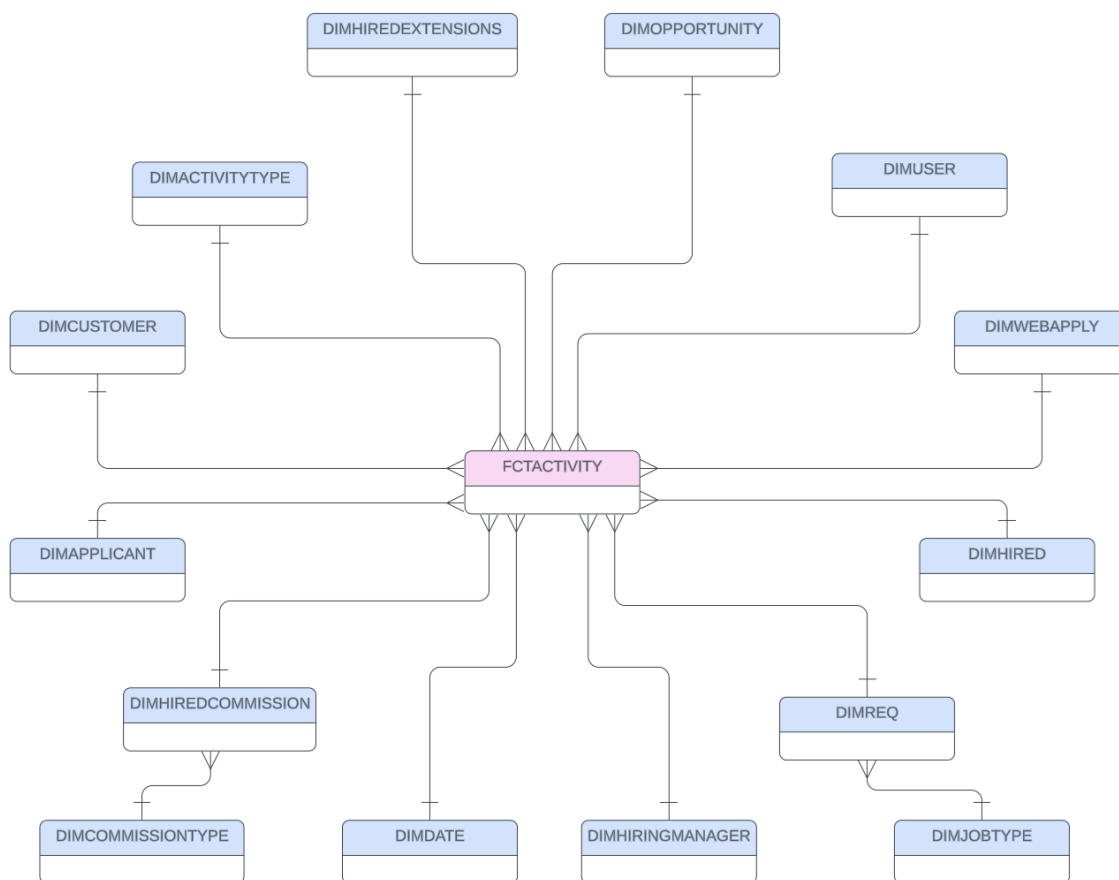 DIMHIREDEXTENSIONS
DIMOPPORTUNITY
DIMACTIVITYTYPE
DIMUSER
DIMCUSTOMER
DIMWEBAPPLY
FCTACTIVITY
DIMAPPLICANT
DIMHIRED
DIMHIREDCOMMISSION
DIMREQ
DIMCOMMISSIONTYPE
DIMDATE
DIMHIRINGMANAGER
DIMJOBTYPE